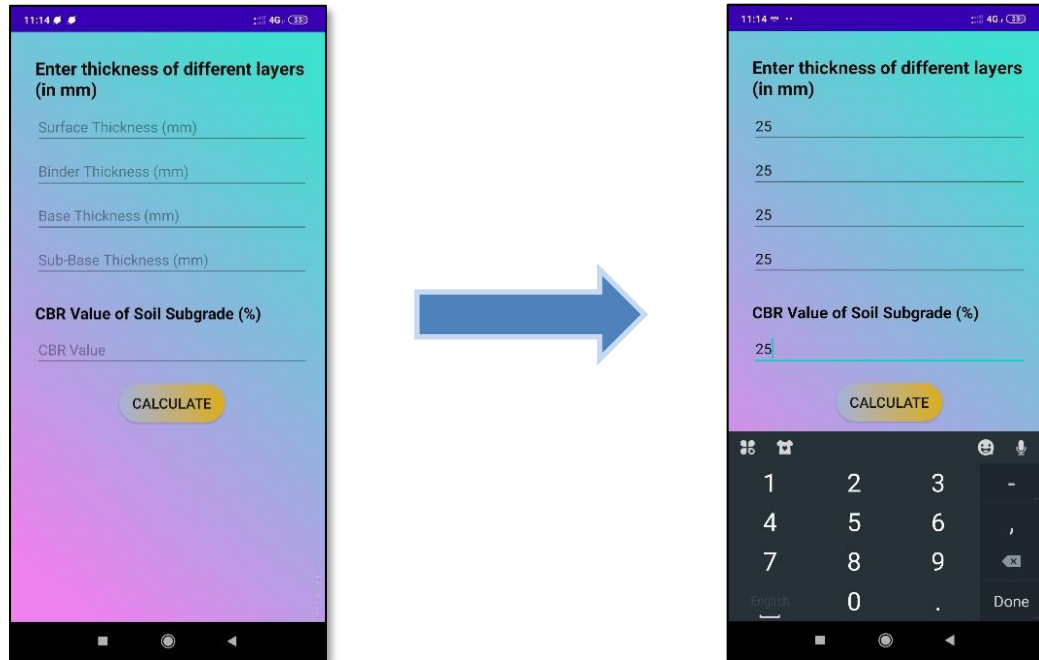 11:14
4G
33
Enter thickness of different layers
(in mm)
Surface Thickness (mm)
Binder Thickness (mm)
Base Thickness (mm)
Sub-Base Thickness (mm)
CBR Value of Soil Subgrade (%)
CBR Value
CALCULATE
11:14
4G
33
Enter thickness of different layers
(in mm)
25
25
25
25
CBR Value of Soil Subgrade (%)
25
CALCULATE
1 2 3 -
4 5 6 ,
7 8 9
English 0 . Done